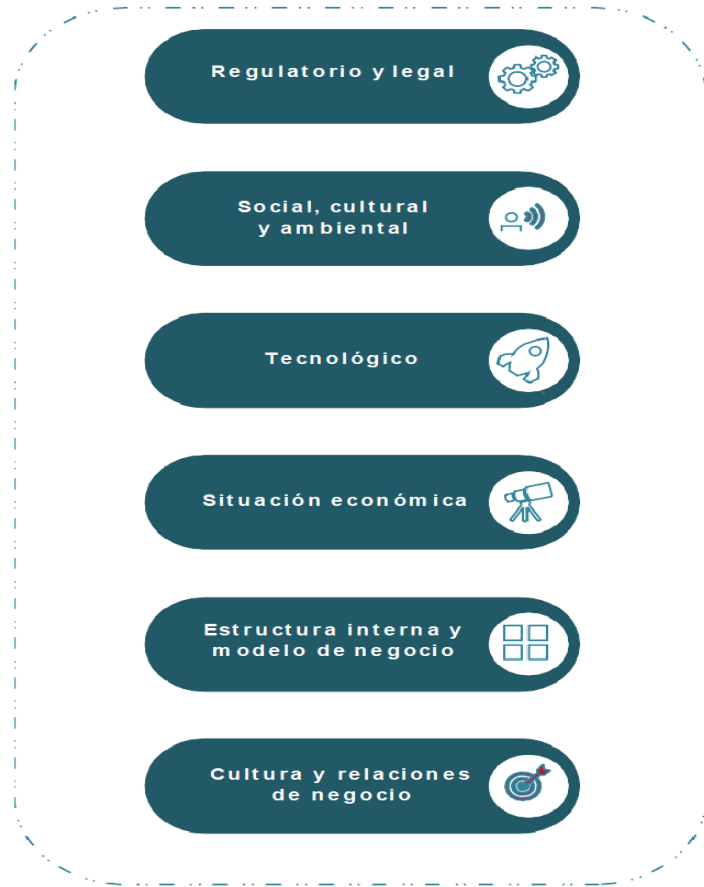 Regulatorio y legal
Social, cultural
y ambiental
Tecnológico
Situación económica
Estructura interna y
modelo de negocio
Cultura y relaciones
de negocio